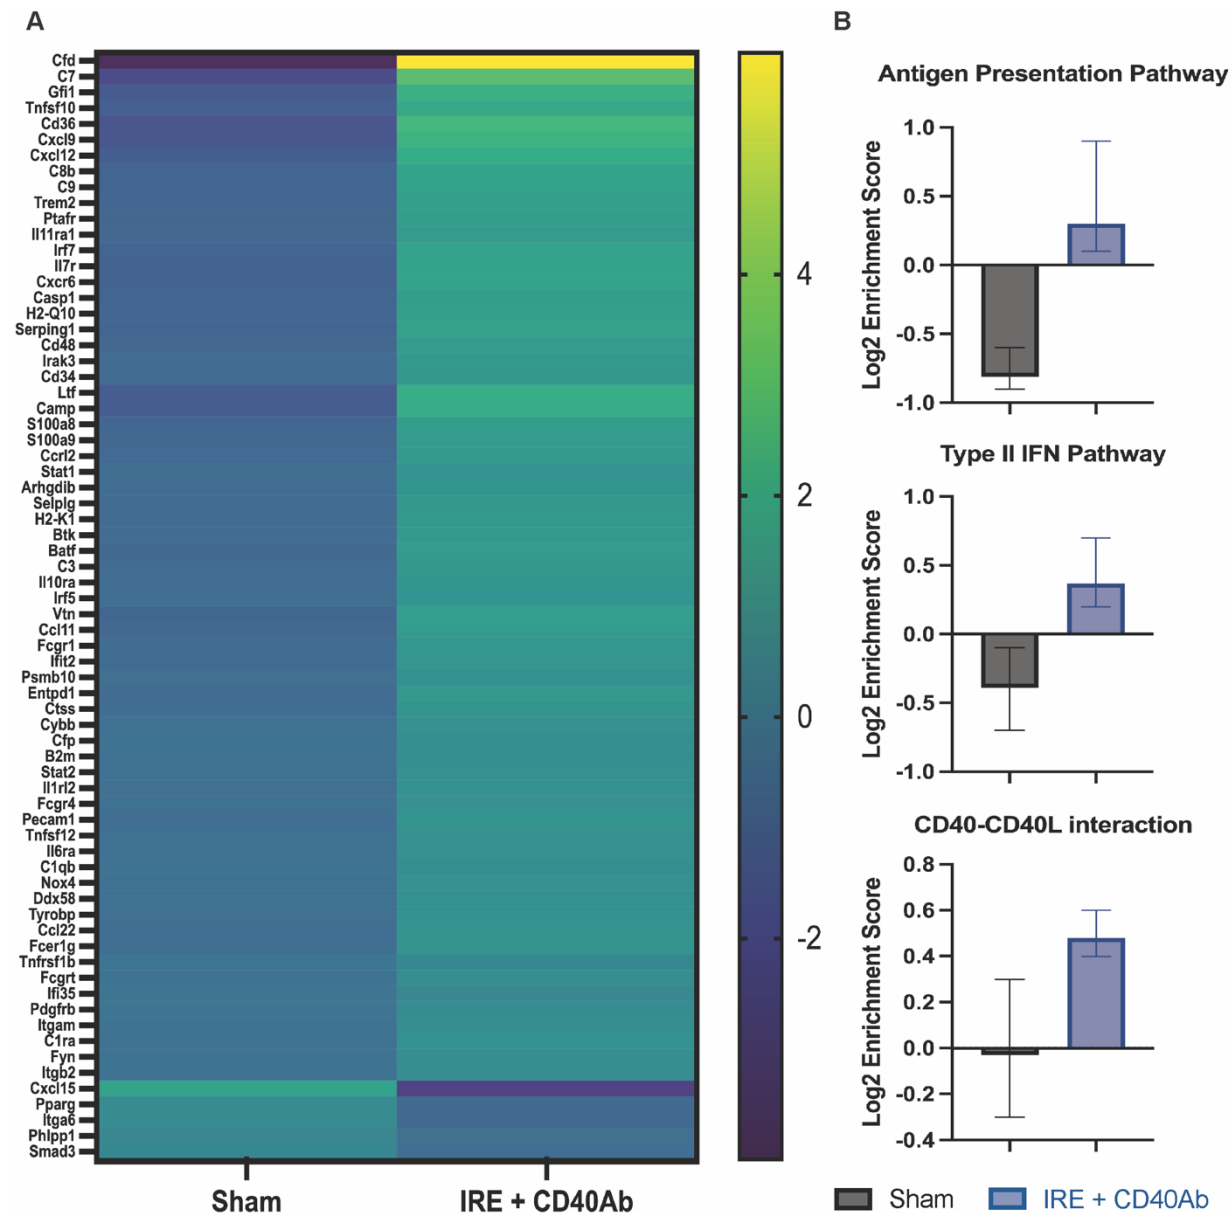 A
Cfd
C7
Gfi1
Tnfsf10
Cd36
Cxcl9
Cxcl12
C8b
C9
Trem2
Ptafr
Il11ra1
Irf7
Il7r
Cxcr6
Casp1
H2-Q10
Serping1
Cd48
Irak3
Cd34
Ltf
Camp
S100a8
S100a9
Ccrl2
Stat1
Arhgdib
Selplg
H2-K1
Btk
Batf
C3
Il10ra
Irf5
Vtn
Ccl11
Fcgr1
Ifit2
Psmb10
Entpd1
Ctss
Cybb
Cfp
B2m
Stat2
Il1rl2
Fcgr4
Pecam1
Tnfsf12
Il6ra
C1qb
Nox4
Ddx58
Tyrobp
Ccl22
Fcer1g
Tnfrsf1b
Fcgrt
Ifi35
Pdgfrb
Itgam
C1ra
Fyn
Itgb2
Cxcl15
Pparg
Itga6
Phlpp1
Smad3
Sham
IRE + CD40Ab
4
2
0
-2
B
Antigen Presentation Pathway
Log2 Enrichment Score
1.0
0.5
0.0
-0.5
-1.0
Type II IFN Pathway
Log2 Enrichment Score
1.0
0.5
0.0
-0.5
-1.0
CD40-CD40L interaction
Log2 Enrichment Score
0.8
0.6
0.4
0.2
0.0
-0.2
-0.4
Sham
IRE + CD40Ab